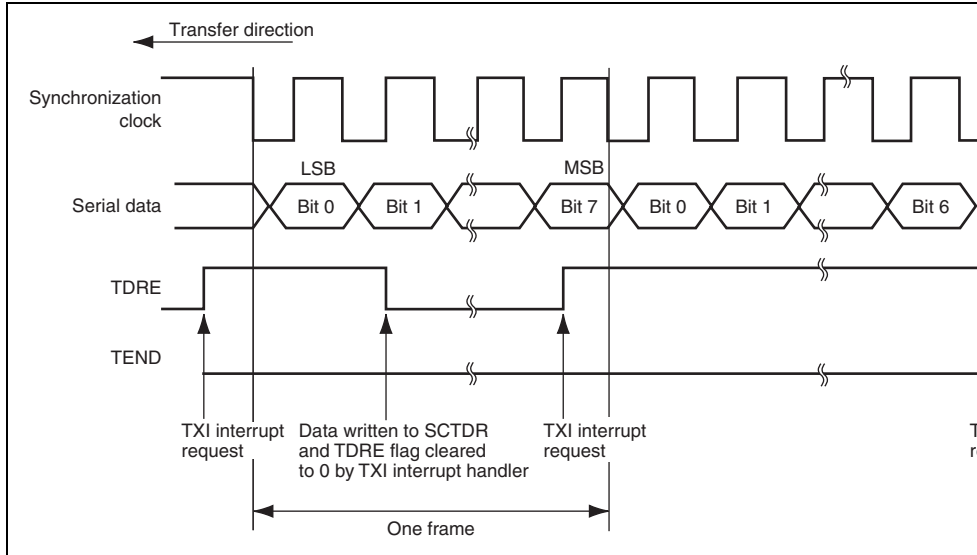 Transfer direction
Synchronization
clock
LSB
MSB
Serial data
Bit 0
Bit 1
Bit 7
Bit 0
Bit 1
Bit 6
TDRE
TEND
TXI interrupt
request
Data written to SCTDR
and TDRE flag cleared
to 0 by TXI interrupt handler
TXI interrupt
request
One frame